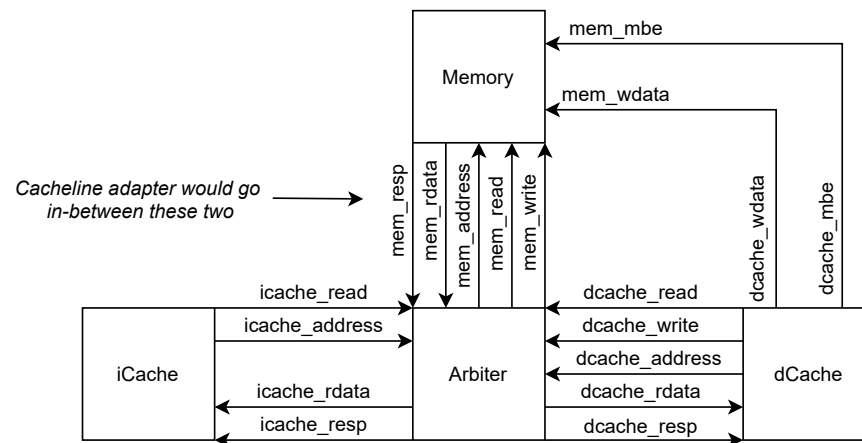 mem_mbe
Memory
mem_wdata
Cacheline adapter would go
in-between these two
mem_resp
mem_rdata
mem_address
mem_read
mem_write
dcache_wdata
dcache_mbe
icache_read
dcache_read
icache_address
dcache_write
iCache
Arbiter
dcache_address
dCache
icache_rdata
dcache_rdata
icache_resp
dcache_resp